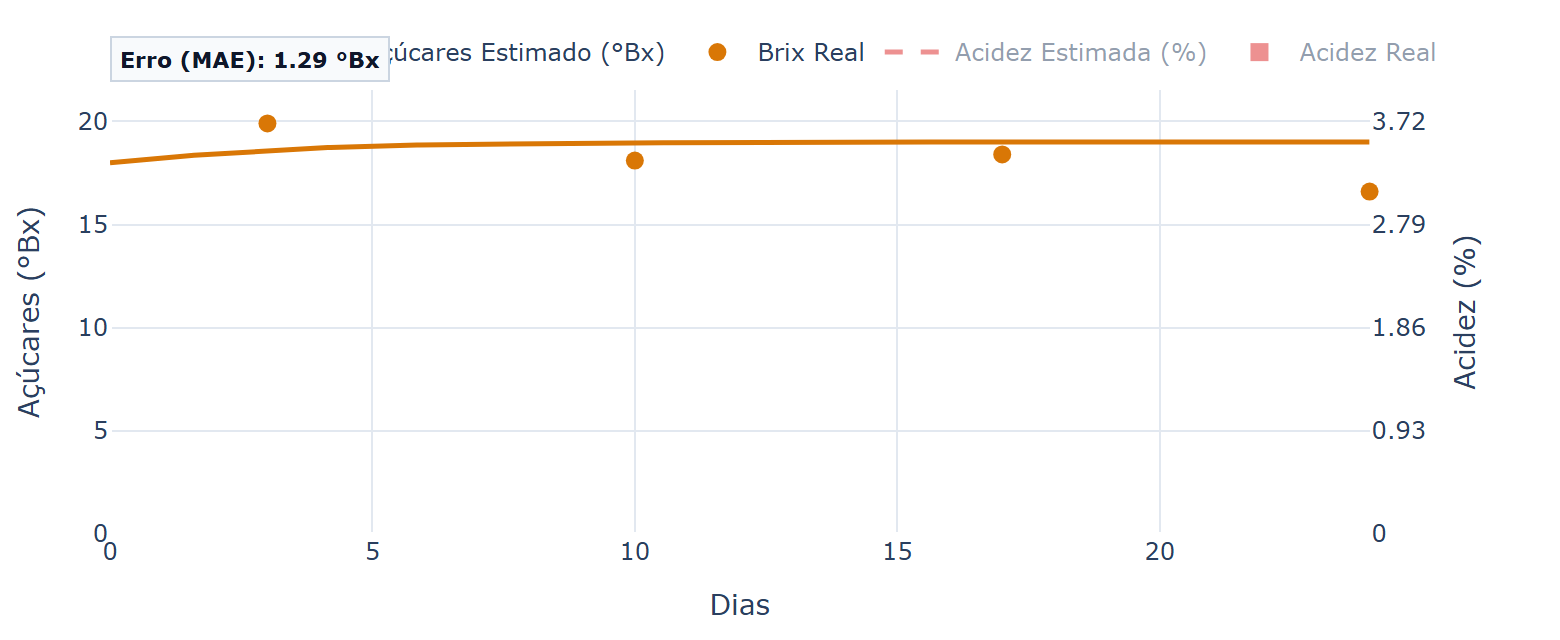 Erro (MAE): 1.29 °Bx
çúcares Estimado (°Bx)
Brix Real
Acidez Estimada (%)
Acidez Real
20
15
10
5
0
Açúcares (°Bx)
3.72
2.79
1.86
0.93
0
Acidez (%)
0
5
10
15
20
Dias